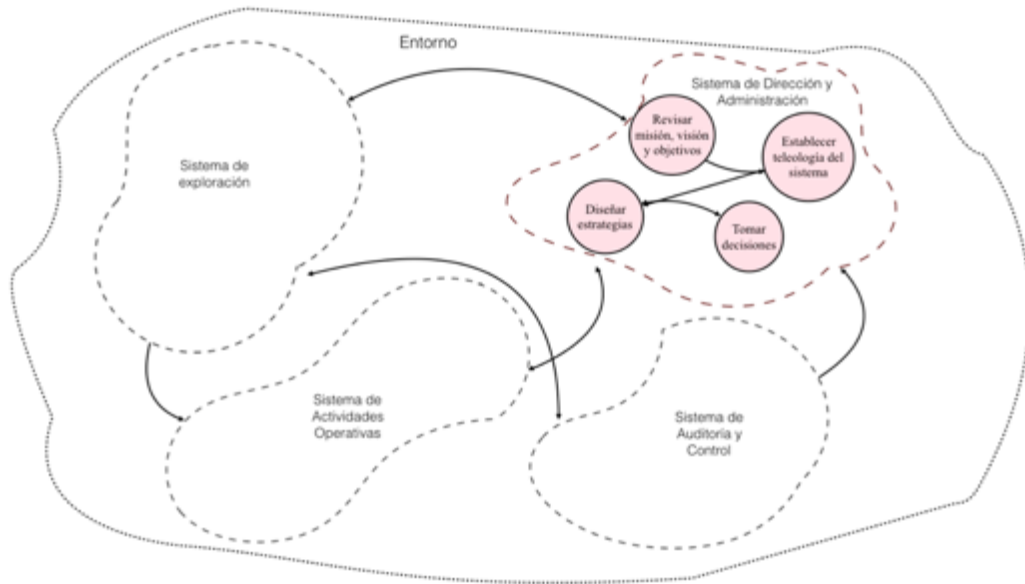 Entorno
Sistema de Dirección y
Administración
Revisar
misión, visión
y objetivos
Establecer
teleología del
sistema
Sistema de
exploración
Diseñar
estrategias
Tomar
decisiones
Sistema de
Actividades
Operativas
Sistema de
Auditoría y
Control